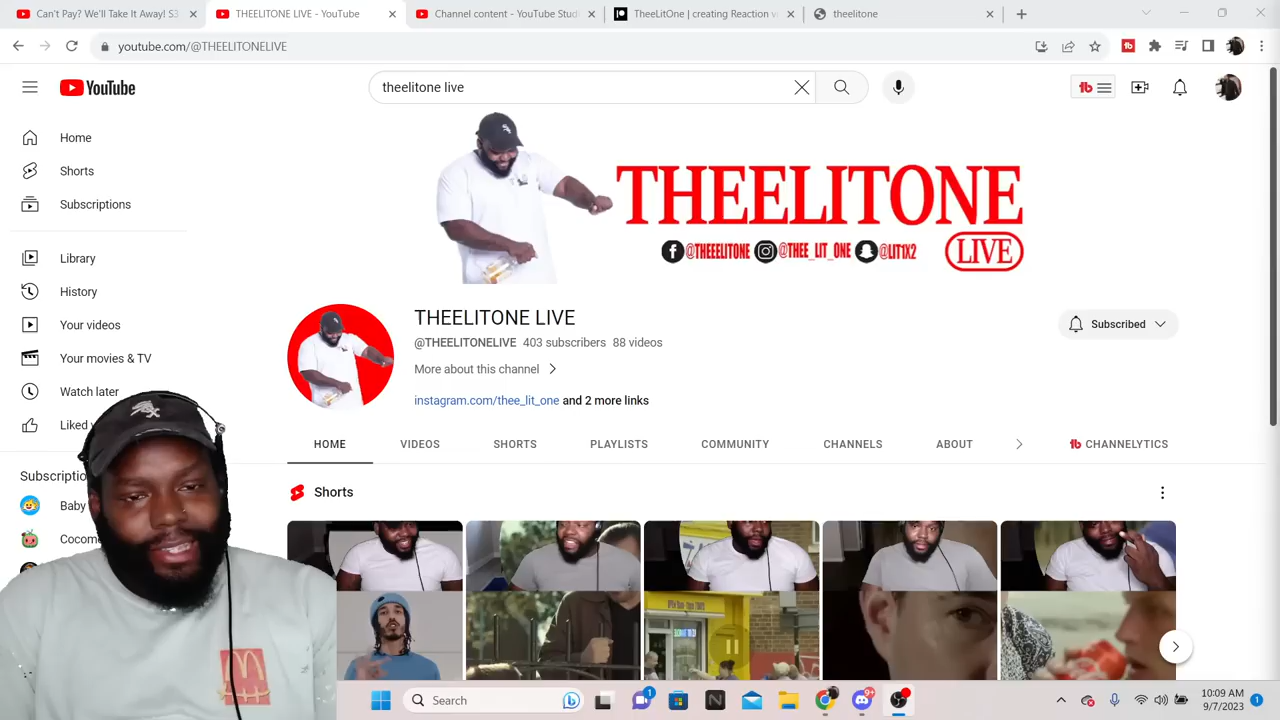 Can't Pay? We'll Take It Away! S3
THEELITONE LIVE - YouTube
Channel content - YouTube Stud
TheeLitOne | creating Reaction v
theelitone
youtube.com/@THEELITONELIVE
YouTube
theelitone live
Home
Shorts
Subscriptions
Library
History
Your videos
Your movies & TV
Watch later
Liked
Subscriptio
Baby
Cocom
THEELITONE
@THEEELITONE @THEE_LIT_ONE @LIT1X2
LIVE
THEELITONE LIVE
@THEELITONELIVE 403 subscribers 88 videos
More about this channel
instagram.com/thee_lit_one and 2 more links
Subscribed
HOME VIDEOS SHORTS PLAYLISTS COMMUNITY CHANNELS ABOUT CHANNELYTICS
Shorts
Search
10:09 AM
9/7/2023